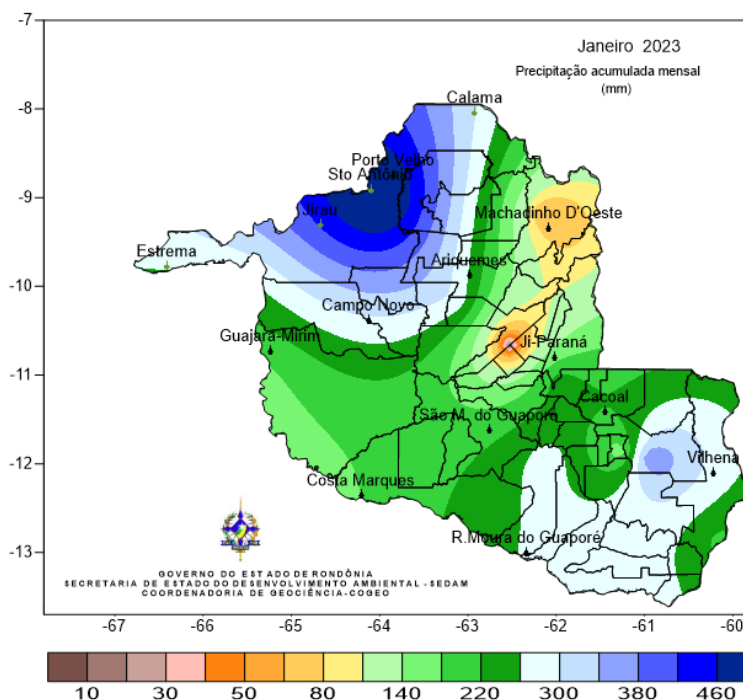 Janeiro 2023
Precipitação acumulada mensal
(mm)
-7
-8
-9
-10
-11
-12
-13
Calama
Porto Velho
Sto Antônio
Jirau
Machadinho D'Oeste
Estrema
Ariquemes
Campo Novo
Guajará-Mirim
Ji-Paraná
Cacoal
São M. do Guaporé
Vilhena
Costa Marques
R.Moura do Guaporé
GOVERNO DO ESTADO DE RONDÔNIA
SECRETARIA DE ESTADO DO DESENVOLVIMENTO AMBIENTAL - SEDAM
COORDENADORIA DE GEOCIÊNCIA-COGEO
-67 -66 -65 -64 -63 -62 -61 -60
10 30 50 80 140 220 300 380 460